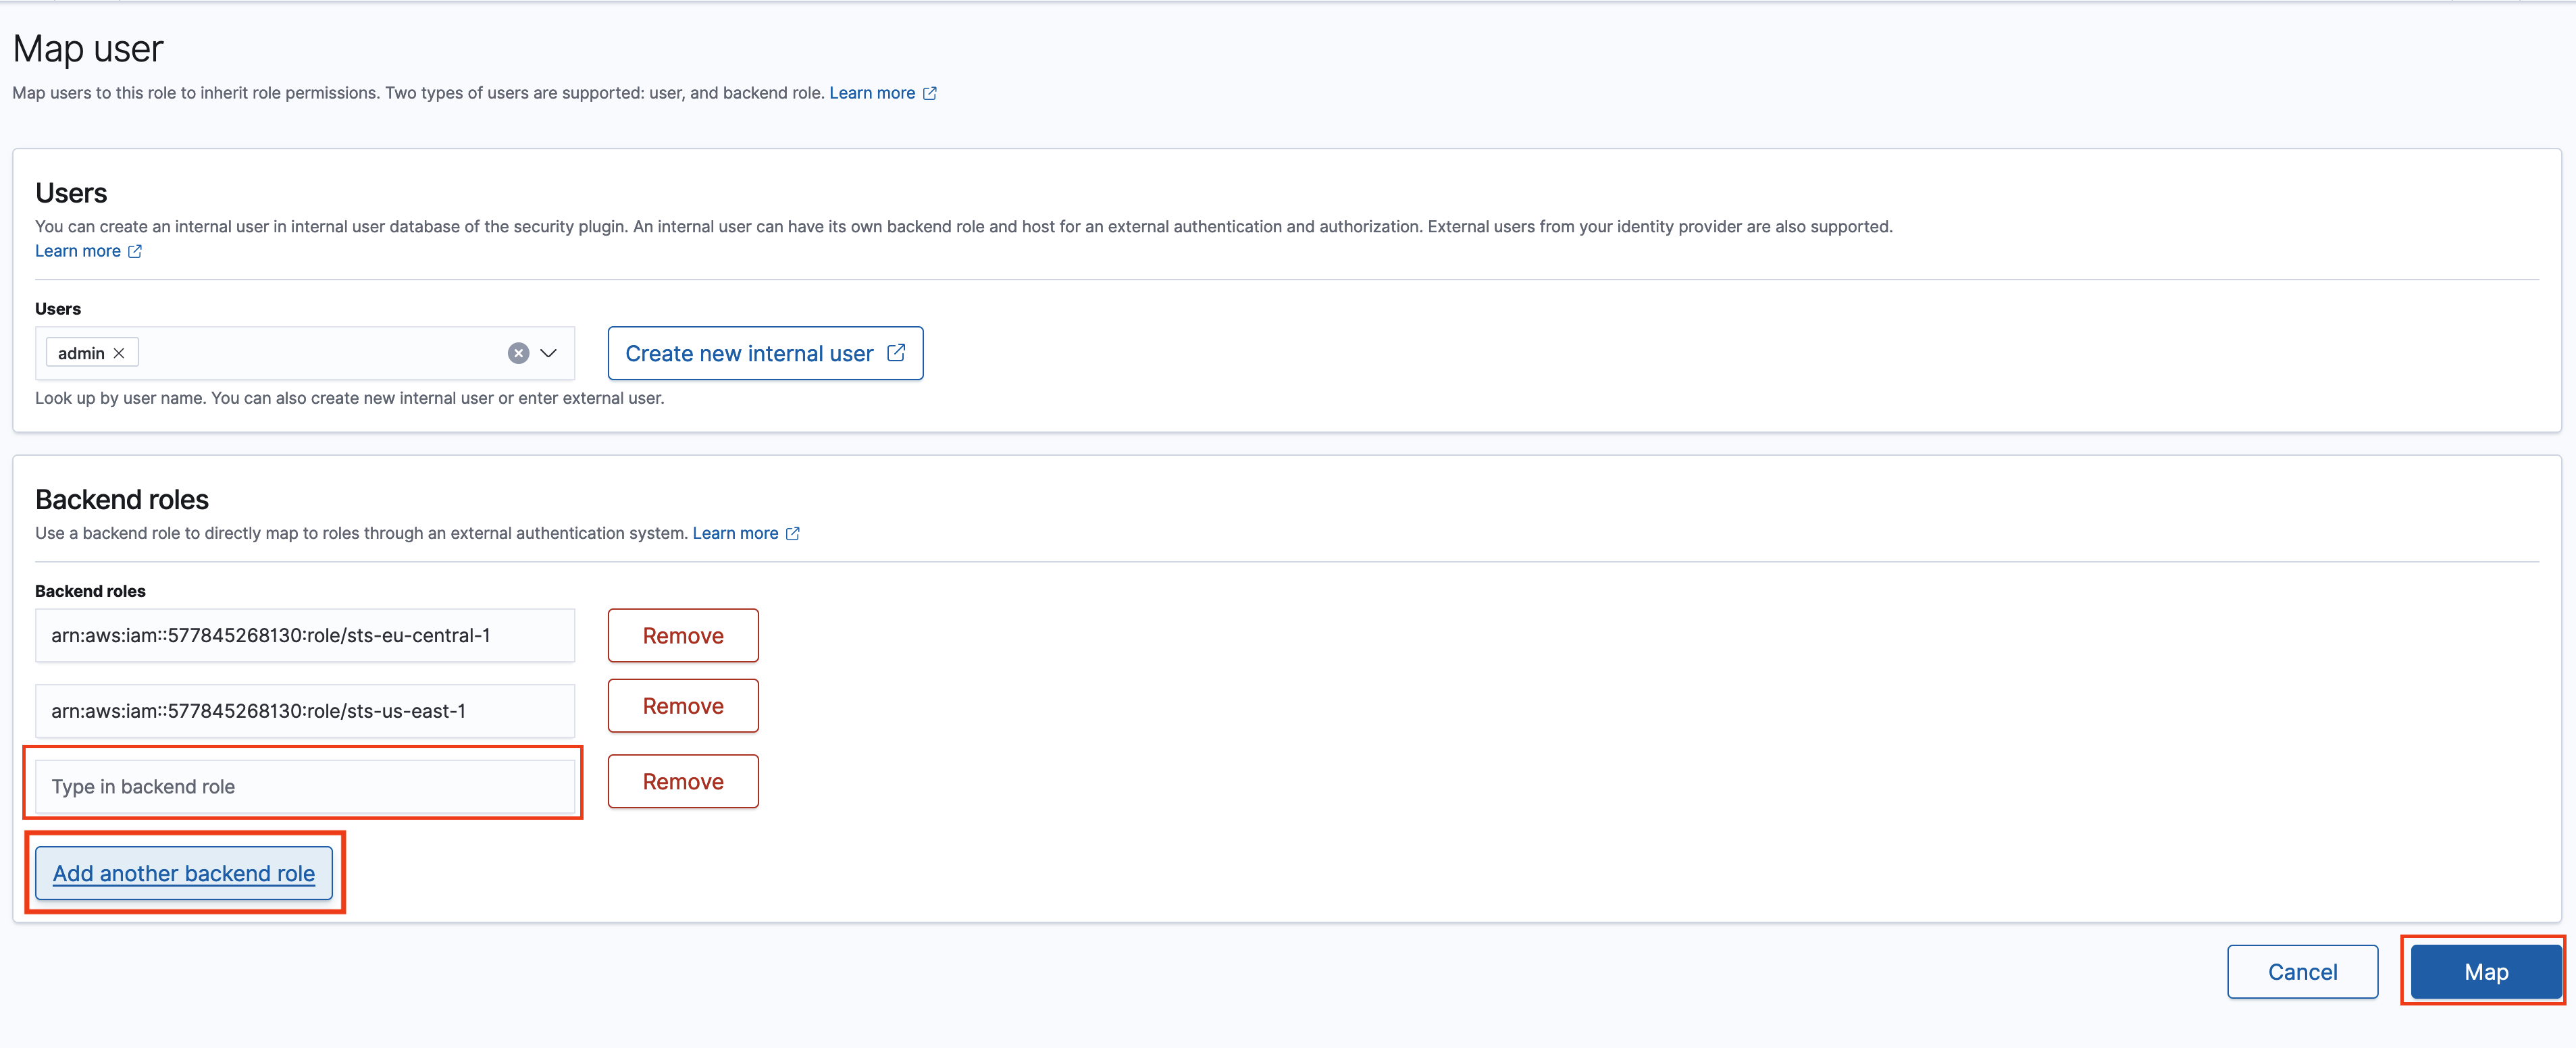 Map user
Map users to this role to inherit role permissions. Two types of users are supported: user, and backend role. Learn more
Users
You can create an internal user in internal user database of the security plugin. An internal user can have its own backend role and host for an external authentication and authorization. External users from your identity provider are also supported.
Learn more
Users
admin
Create new internal user
Look up by user name. You can also create new internal user or enter external user.
Backend roles
Use a backend role to directly map to roles through an external authentication system. Learn more
Backend roles
arn:aws:iam::577845268130:role/sts-eu-central-1
Remove
arn:aws:iam::577845268130:role/sts-us-east-1
Remove
Type in backend role
Remove
Add another backend role
Cancel
Map